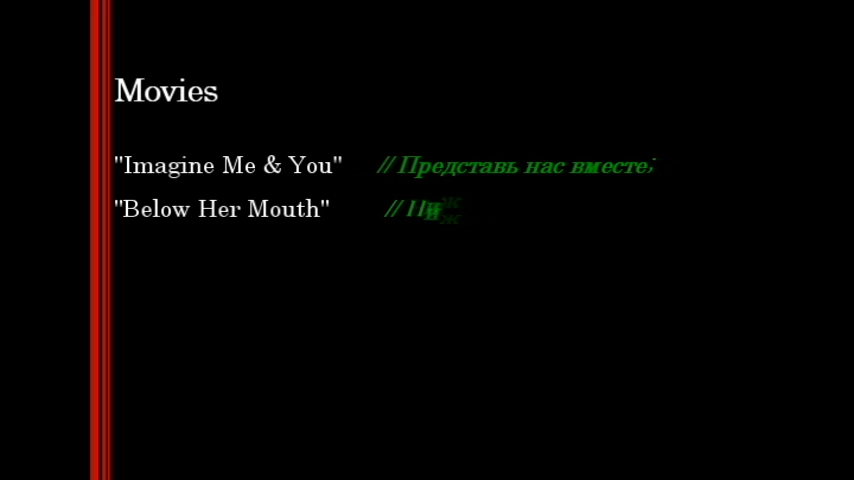 Movies
"Imagine Me & You" // Представь нас вместе;
"Below Her Mouth" //